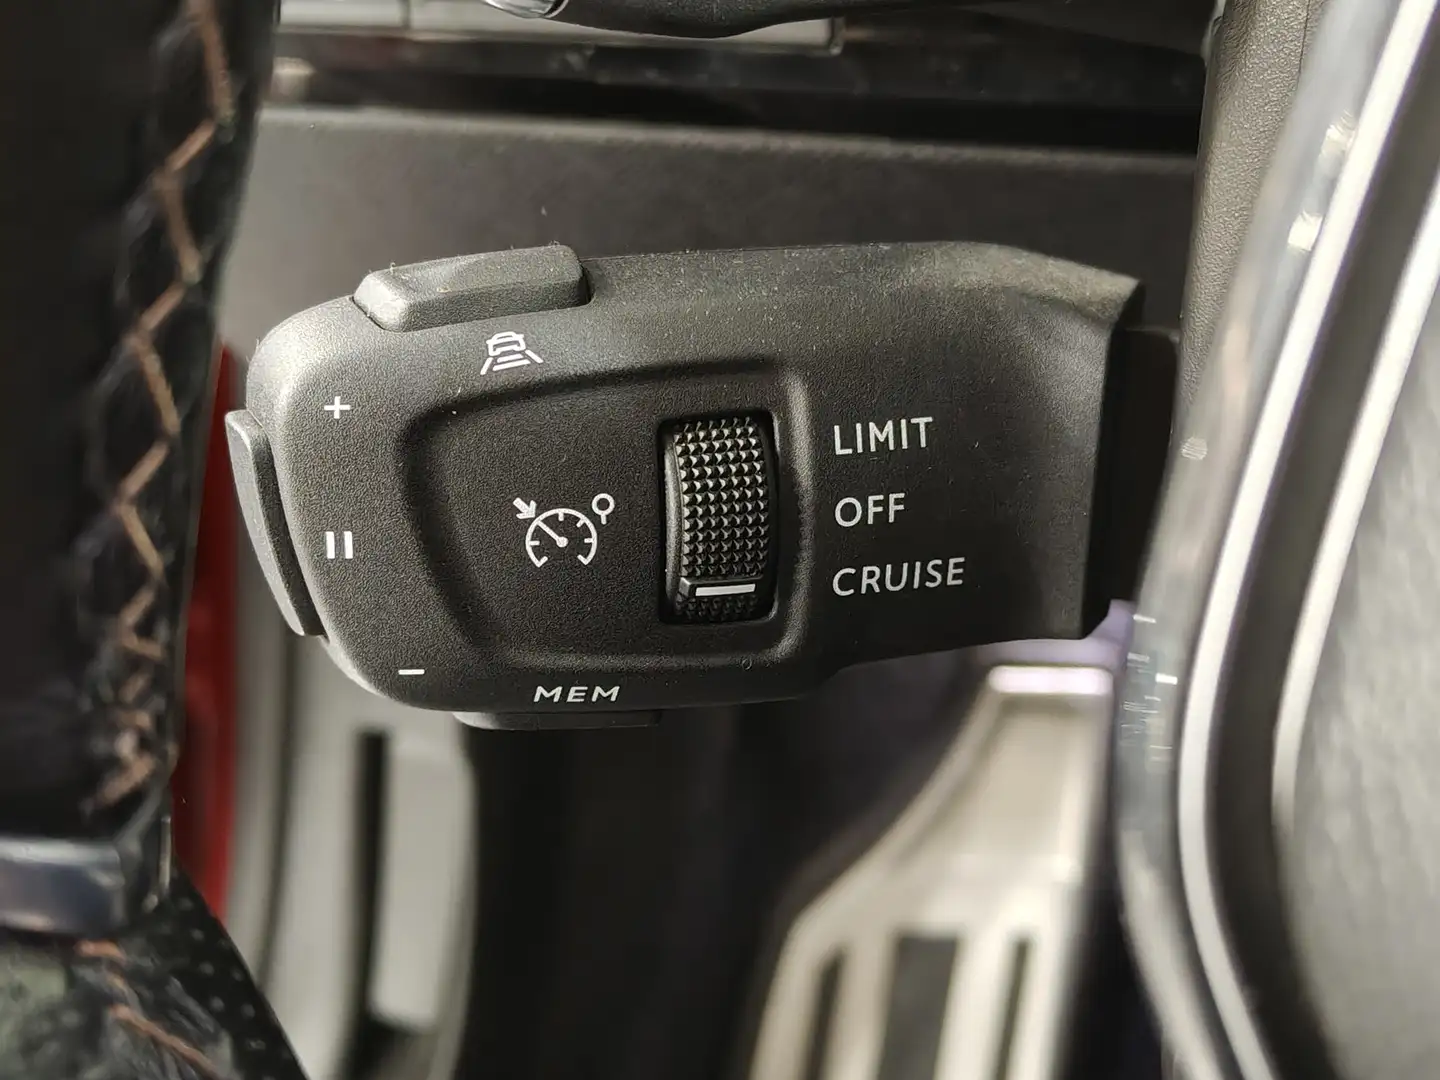 +
LIMIT
OFF
CRUISE
−
MEM